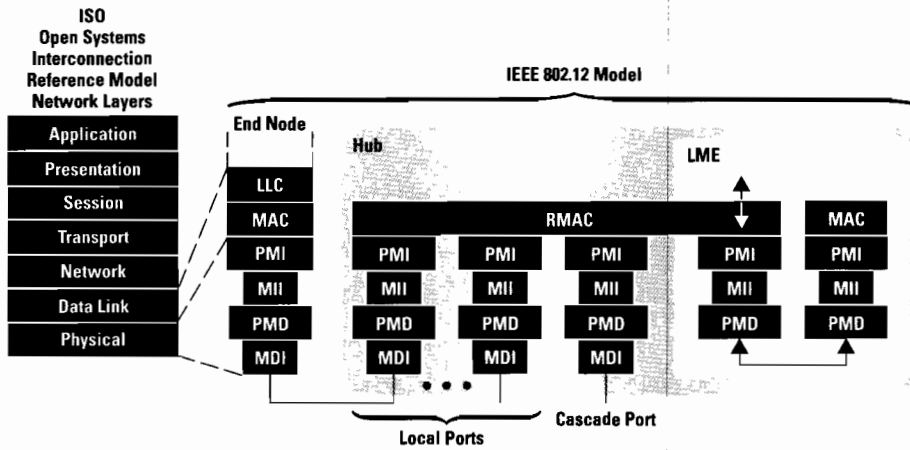 ISO
Open Systems
Interconnection
Reference Model
Network Layers
Application
Presentation
Session
Transport
Network
Data Link
Physical
IEEE 802.12 Model
End Node
LLC
MAC
PMI
MII
PMD
MDI
Hub
LME
RMAC
MAC
PMI
PMI
PMI
PMI
PMI
MII
MII
MII
MII
MII
PMD
PMD
PMD
PMD
PMD
MDI
MDI
MDI
Local Ports
Cascade Port